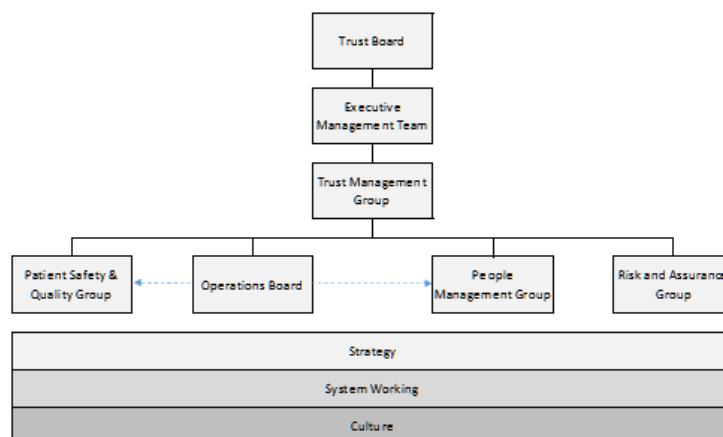 Trust Board
Executive
Management Team
Trust Management
Group
Patient Safety &
Quality Group
Operations Board
People
Management Group
Risk and Assurance
Group
Strategy
System Working
Culture